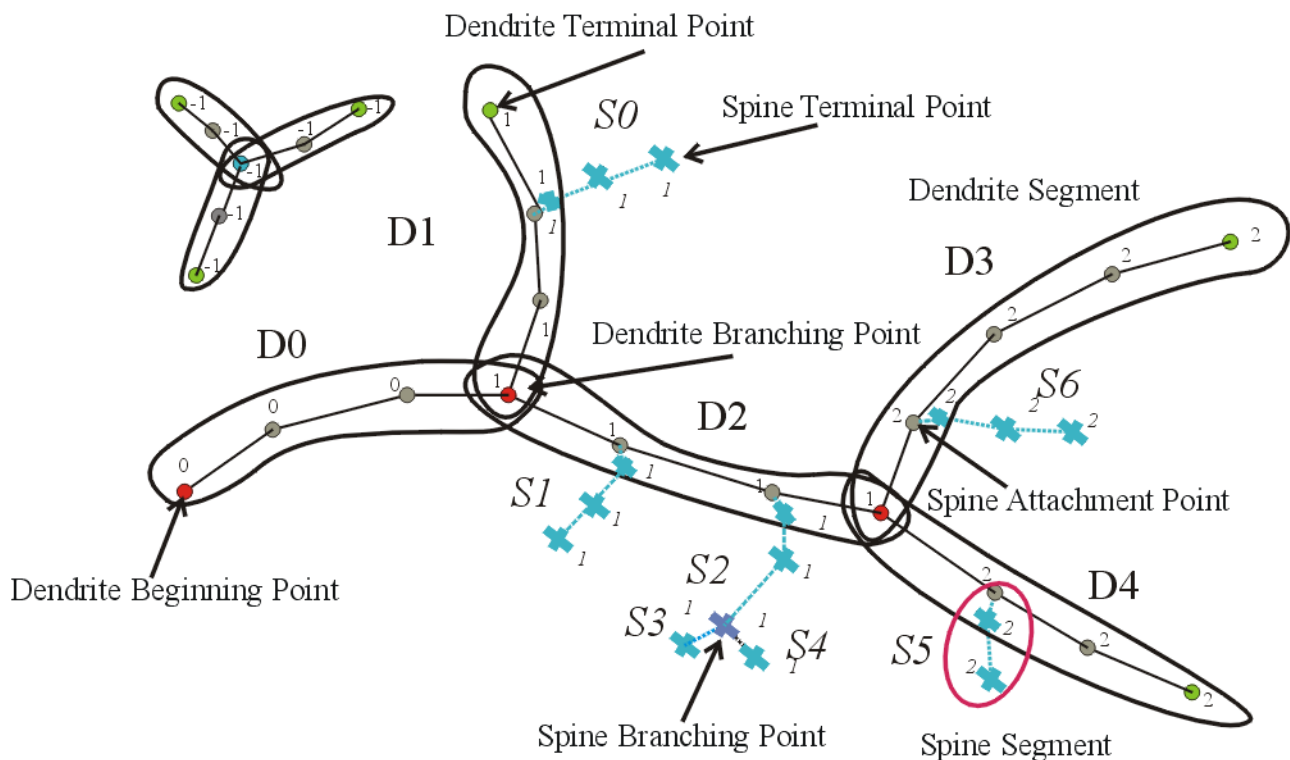 Dendrite Terminal Point
-1
-1
-1
-1
-1
-1
-1
1
S0
Spine Terminal Point
1
1
1
1
D1
Dendrite Segment
2
2
D3
2
1
Dendrite Branching Point
D0
0
0
1
0
D2
S6
2
2
2
2
1
1
S1
1
1
1
1
1
Spine Attachment Point
Dendrite Beginning Point
S2
1
2
D4
S3
1
1
S4
1
S5
2
2
2
2
Spine Branching Point
Spine Segment